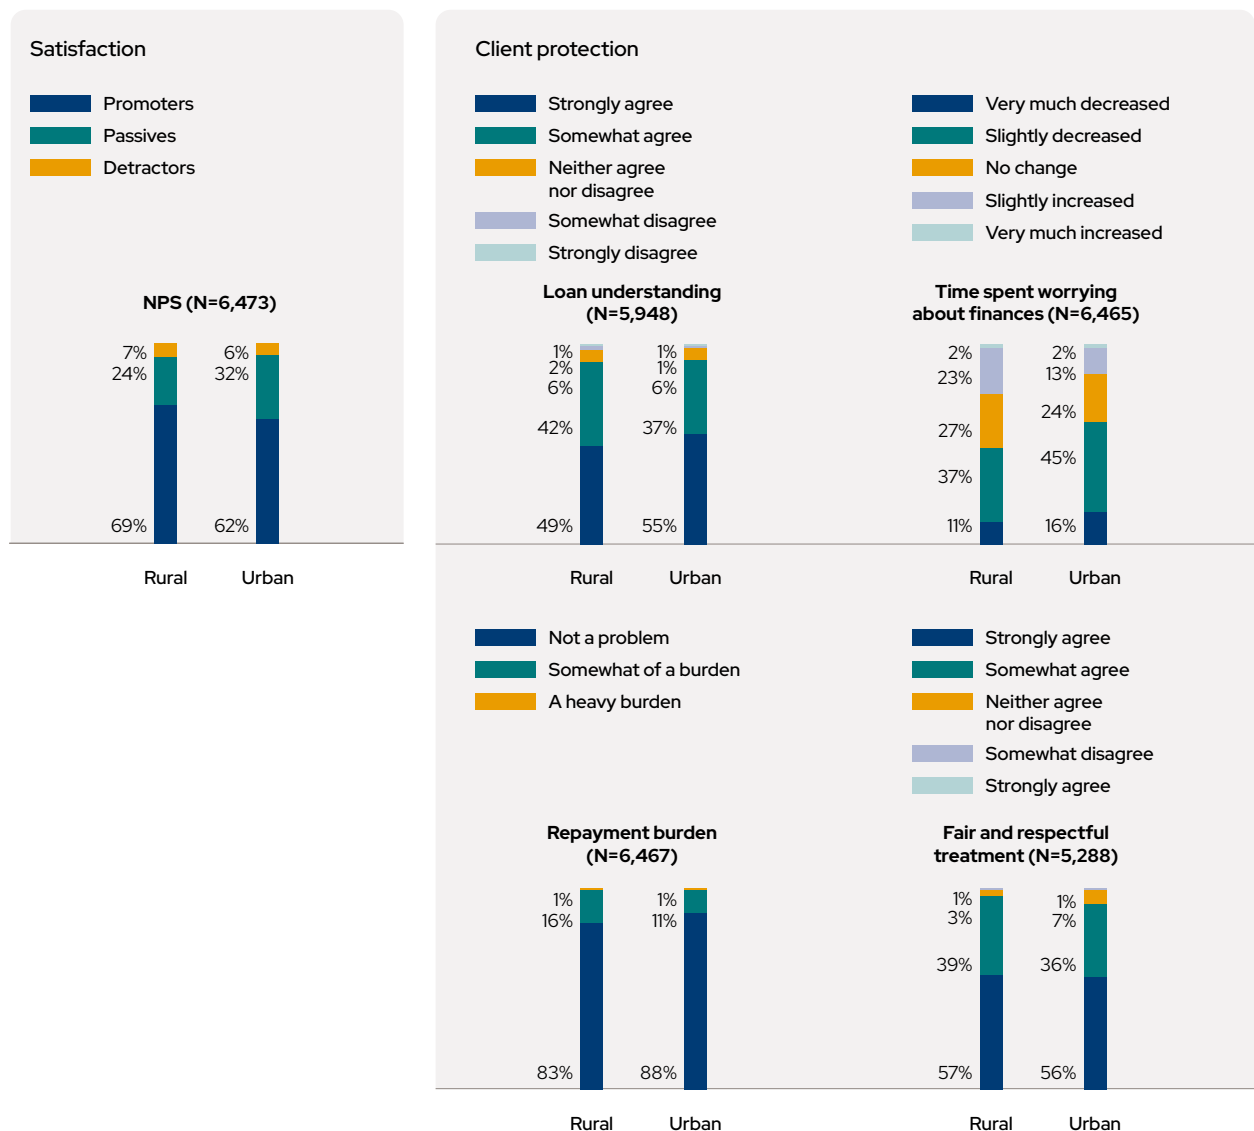 Satisfaction
Promoters
Passives
Detractors
NPS (N=6,473)
7%
24%
69%
6%
32%
62%
Rural
Urban
Client protection
Strongly agree
Somewhat agree
Neither agree
nor disagree
Somewhat disagree
Strongly disagree
Loan understanding
(N=5,948)
1%
2%
6%
42%
49%
1%
1%
6%
37%
55%
Rural
Urban
Very much decreased
Slightly decreased
No change
Slightly increased
Very much increased
Time spent worrying
about finances (N=6,465)
2%
23%
27%
37%
11%
2%
13%
24%
45%
16%
Rural
Urban
Not a problem
Somewhat of a burden
A heavy burden
Repayment burden
(N=6,467)
1%
16%
83%
1%
11%
88%
Rural
Urban
Strongly agree
Somewhat agree
Neither agree
nor disagree
Somewhat disagree
Strongly agree
Fair and respectful
treatment (N=5,288)
1%
3%
39%
57%
1%
7%
36%
56%
Rural
Urban